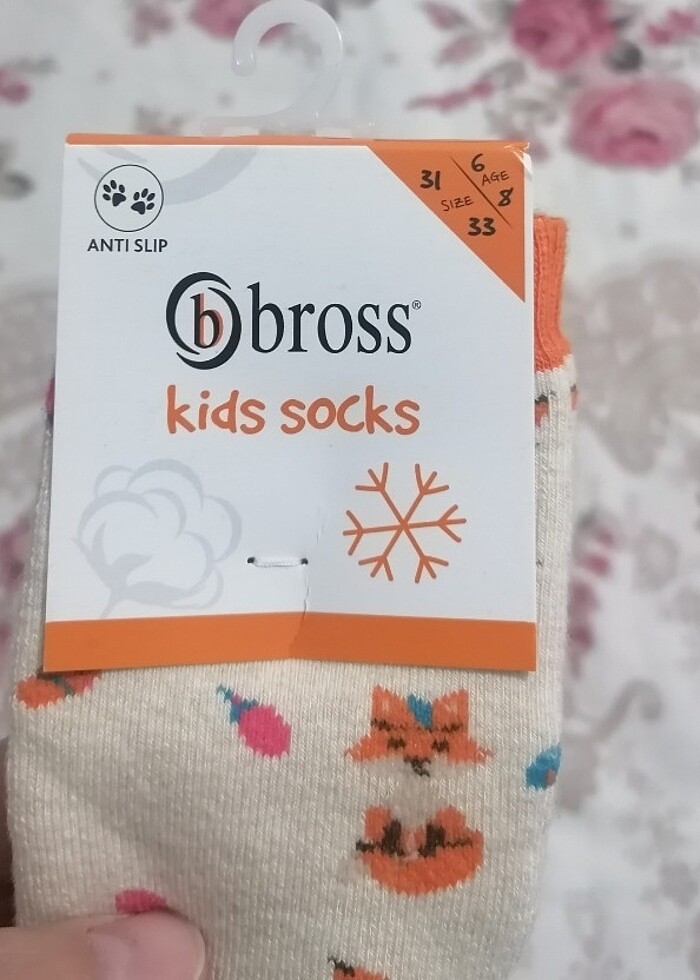 ANTI SLIP
31 6
SIZE AGE
33 8
b bross®
kids socks